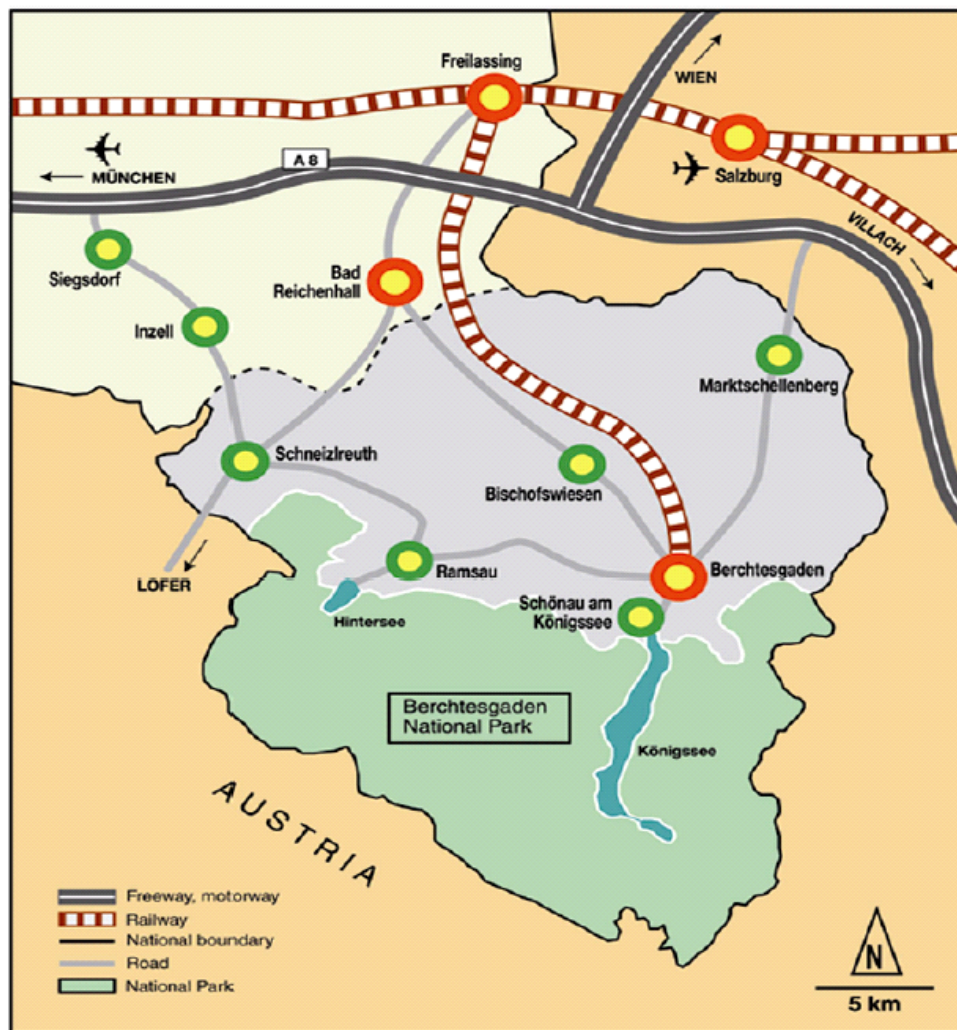 Freilassing
WIEN
A 8
MÜNCHEN
Salzburg
VILLACH
Siegsdorf
Bad
Reichenhall
Inzell
Marktschellenberg
Schneizlreuth
Bischofswiesen
LOFER
Ramsau
Berchtesgaden
Hintersee
Schönau am
Königssee
Berchtesgaden
National Park
Königssee
AUSTRIA
Freeway, motorway
Railway
National boundary
Road
National Park
N
5 km